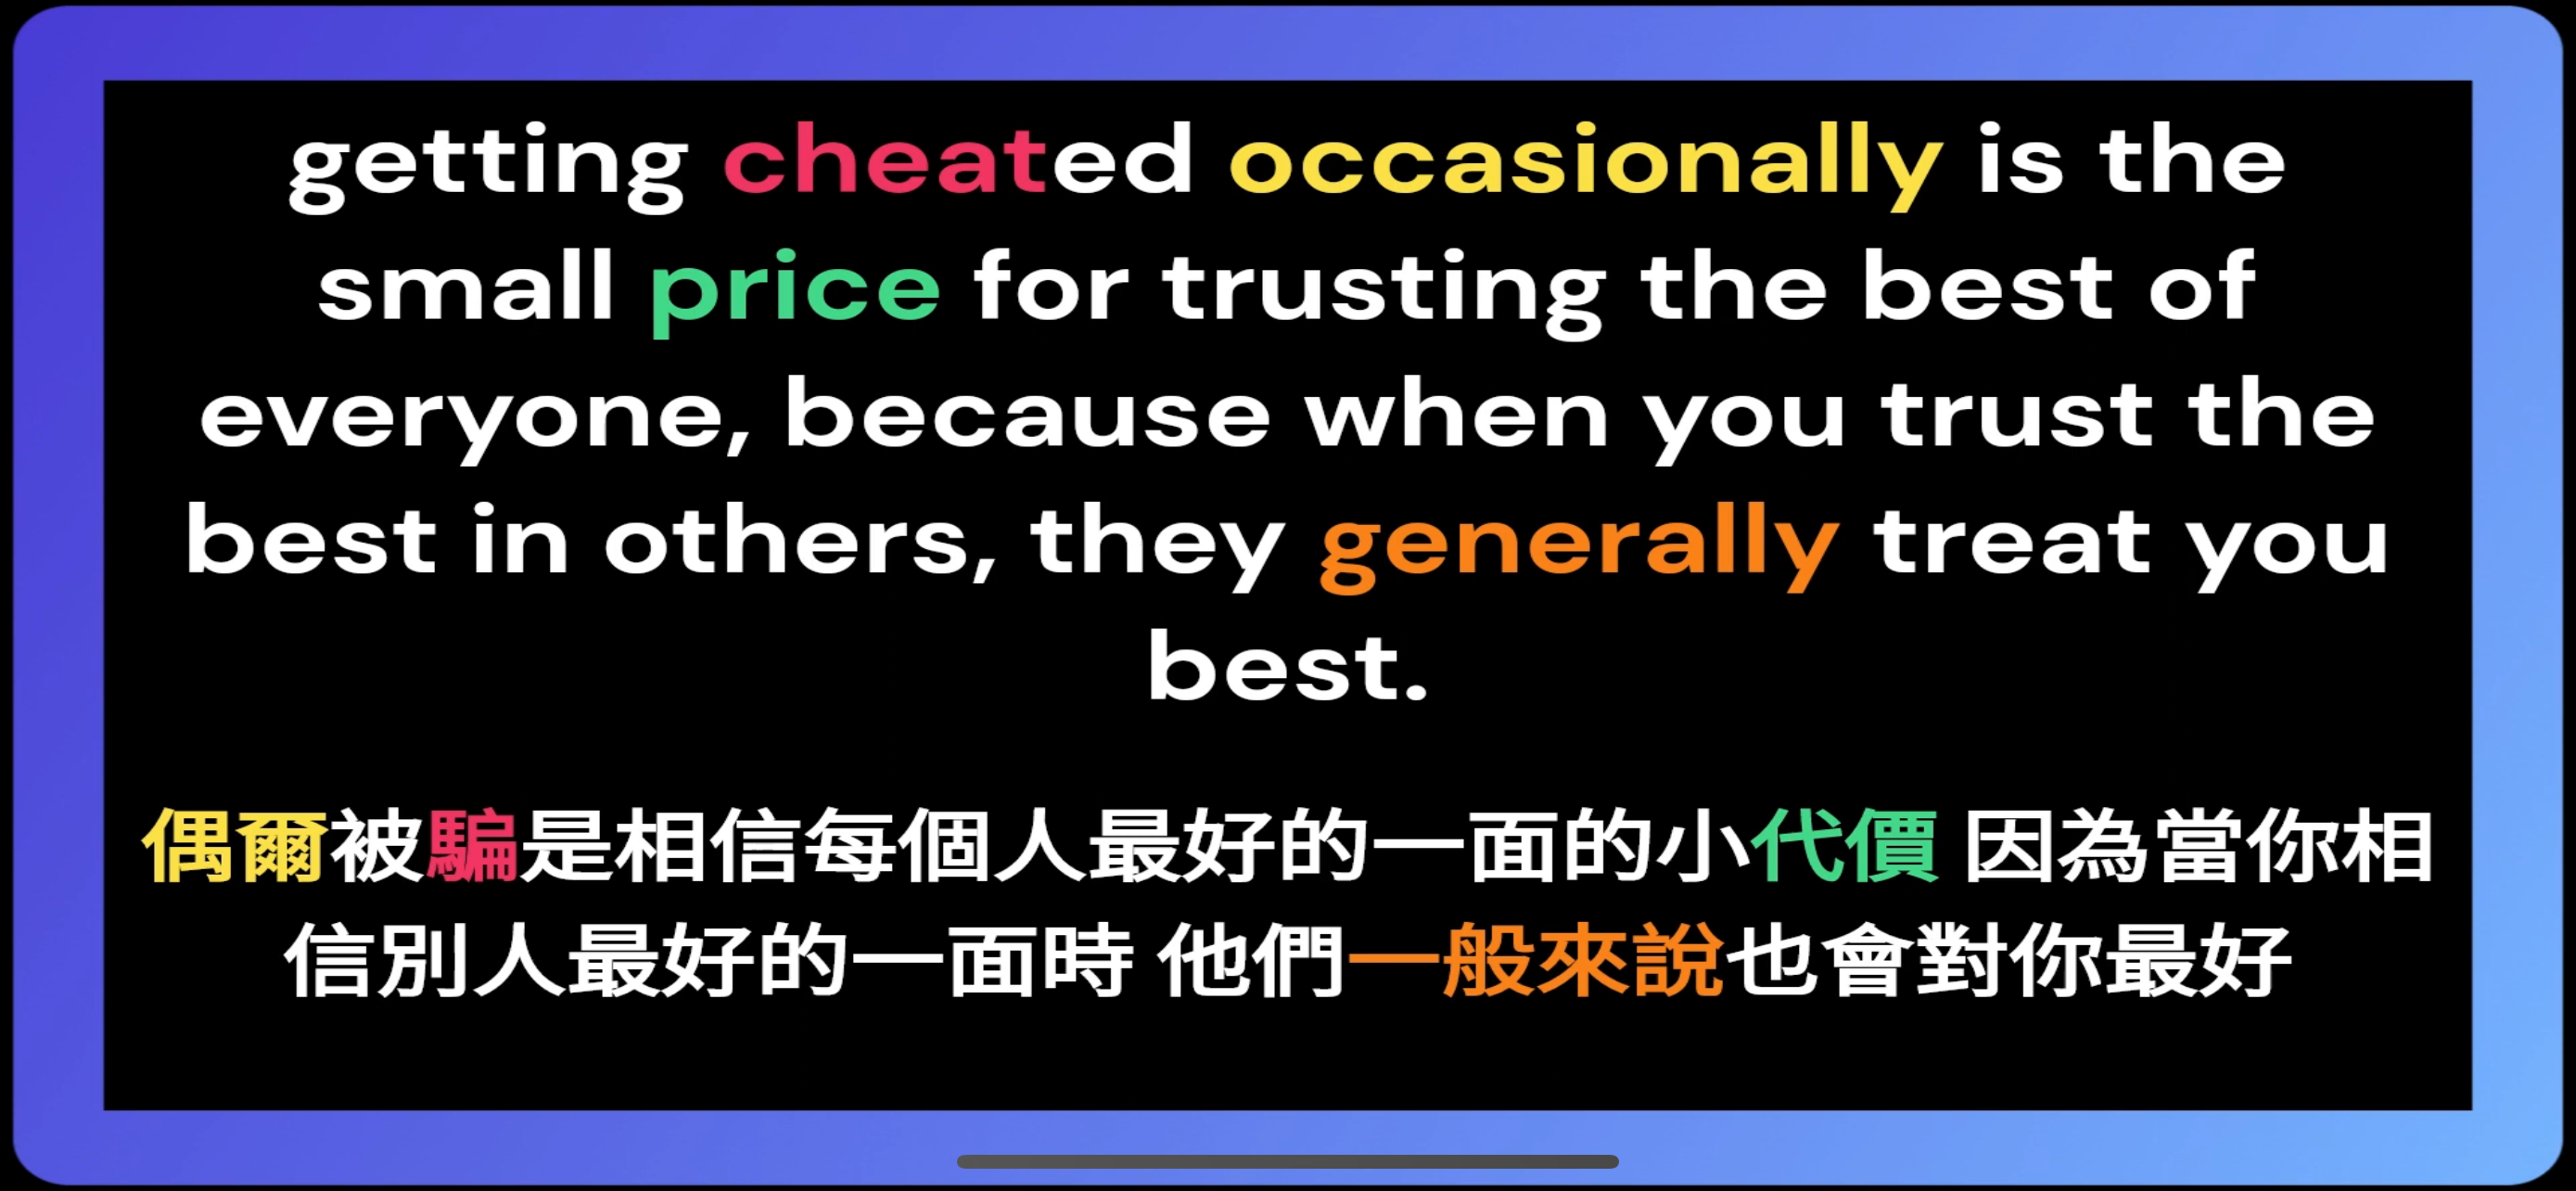 getting cheated occasionally is the
small price for trusting the best of
everyone, because when you trust the
best in others, they generally treat you
best.
偶爾被騙是相信每個人最好的一面的小代價 因為當你相
信別人最好的一面時 他們一般來說也會對你最好